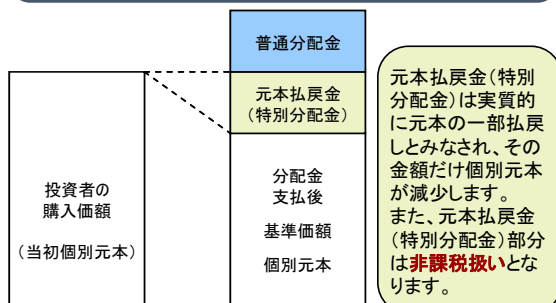 普通分配金
元本払戻金
(特別分配金)
投資者の
購入価額
(当初個別元本)
分配金
支払後
基準価額
個別元本
元本払戻金(特別
分配金)は実質的
に元本の一部払戻
しとみなされ、その
金額だけ個別元本
が減少します。
また、元本払戻金
(特別分配金)部分
は非課税扱いとな
ります。